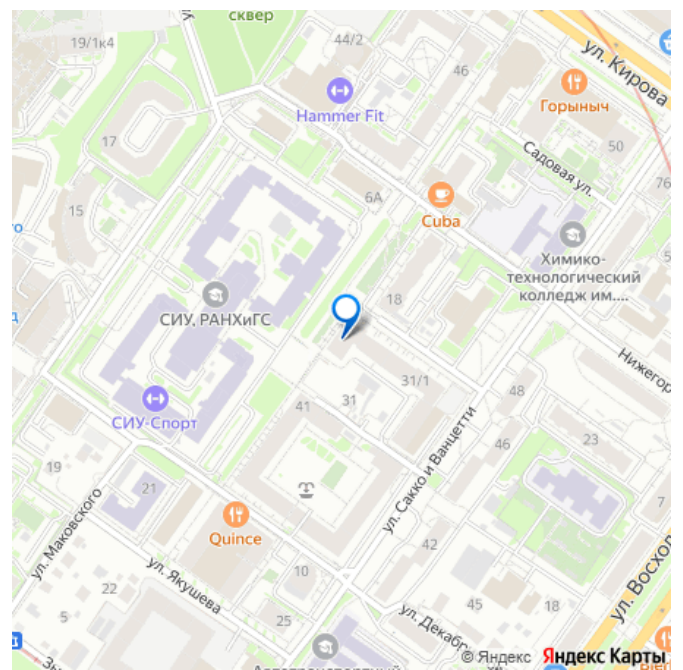 сквер
19/1к4
44/2
46
ул. Кирова
Hammer Fit
Горыныч
17
50
Садовая ул.
76
6А
15
Cuba
Химико-
технологический
колледж им....
СИУ, РАНХиГС
18
Нижегор
31/1
48
СИУ-Спорт
41
31
46
23
ул. Сакко и Ванцетти
19
21
7
ул. Маковского
Quince
42
ул. Восход
ул. Якушева
10
22
5
25
45
18
ул. Декабр
Автотранспортный
© Яндекс Яндекс Карты